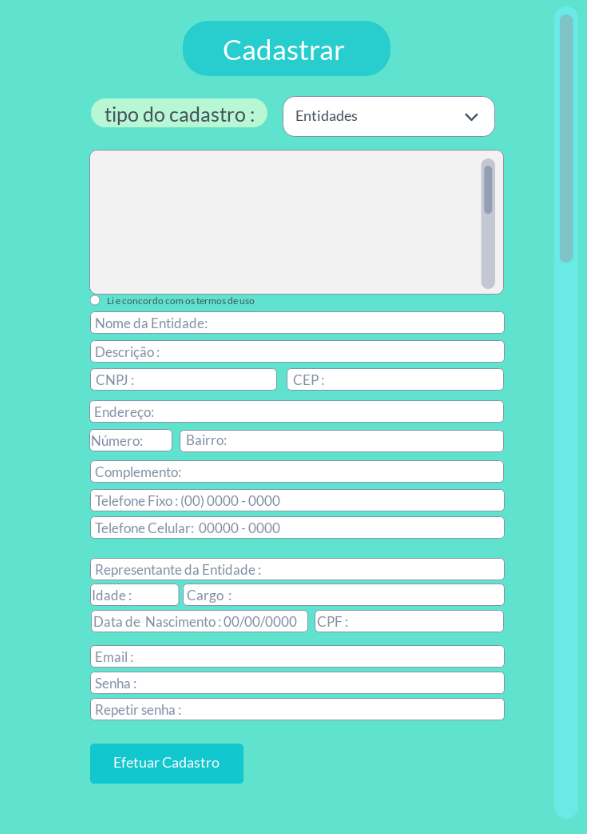 Cadastrar
tipo do cadastro :
Entidades
Li e concordo com os termos de uso
Nome da Entidade:
Descrição :
CNPJ : CEP :
Endereço:
Número: Bairro:
Complemento:
Telefone Fixo : (00) 0000 - 0000
Telefone Celular: 00000 - 0000
Representante da Entidade :
Idade : Cargo :
Data de Nascimento : 00/00/0000 CPF :
Email :
Senha :
Repetir senha :
Efetuar Cadastro